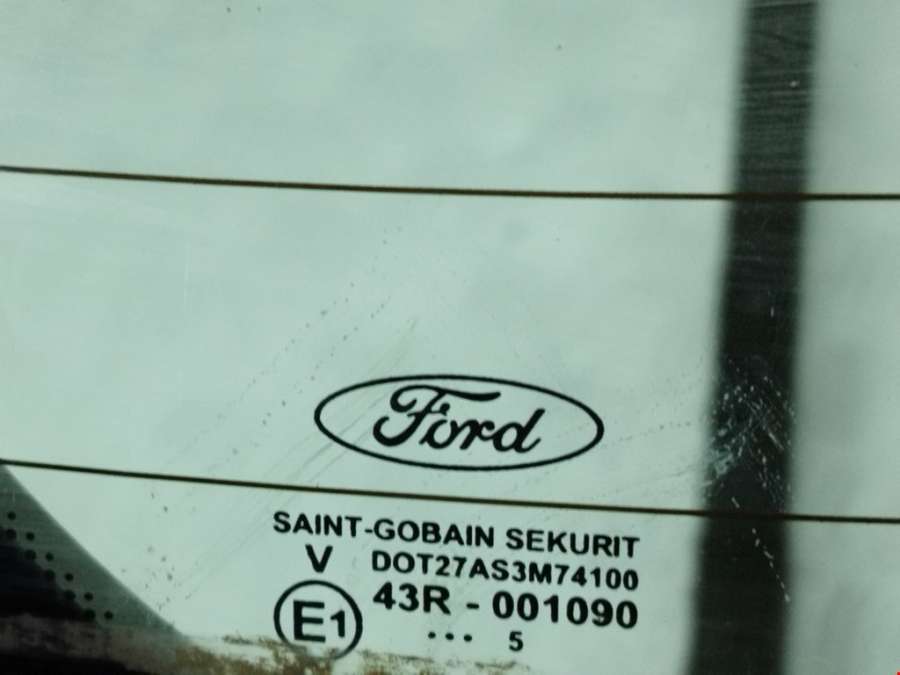 Ford
SAINT-GOBAIN SEKURIT
V DOT27AS3M74100
E1 43R - 001090
... 5